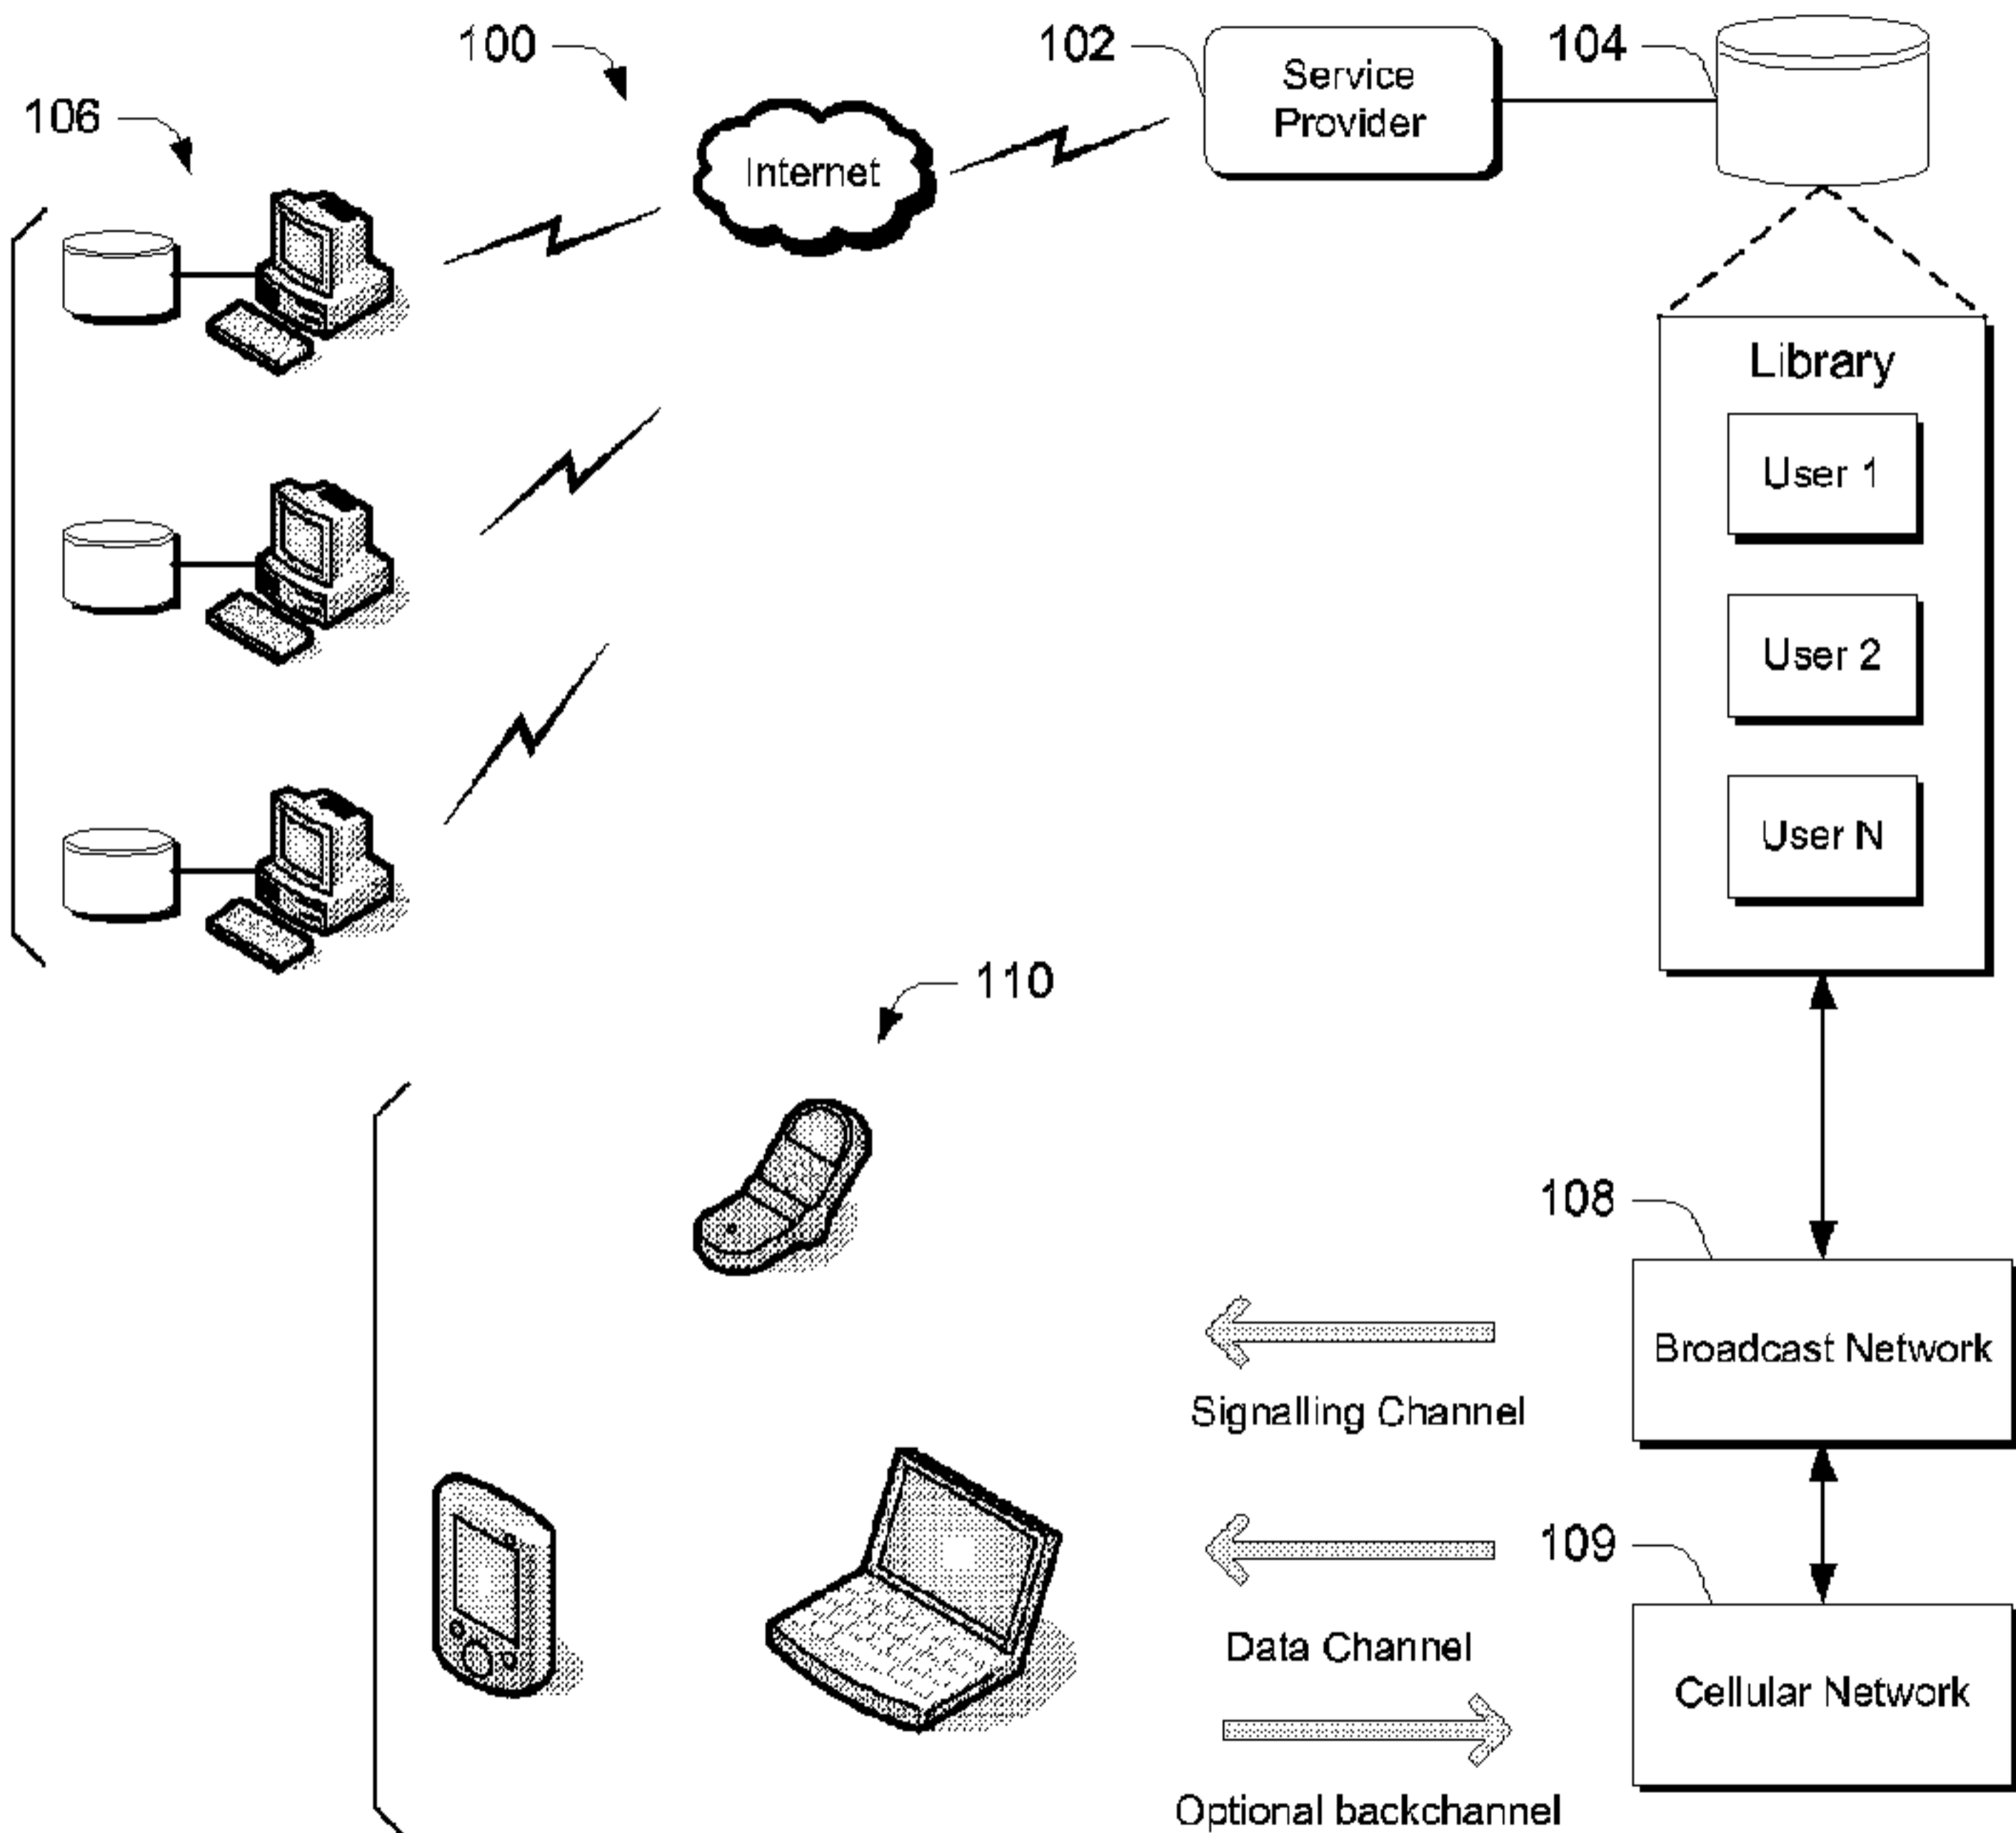 100
102
Service
Provider
104
106
Internet
Library
User 1
User 2
User N
110
108
Broadcast Network
Signalling Channel
109
Data Channel
Cellular Network
Optional backchannel